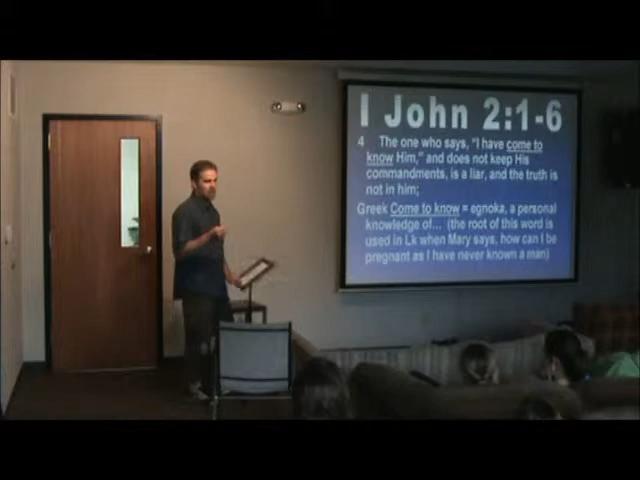 I John 2:1-6
4 The one who says, "I have come to
know Him," and does not keep His
commandments, is a liar, and the truth is
not in him;
Greek Come to know = egnoka, a personal
knowledge of... (the root of this word is
used in Lk when Mary says, how can I be
pregnant as I have never known a man)